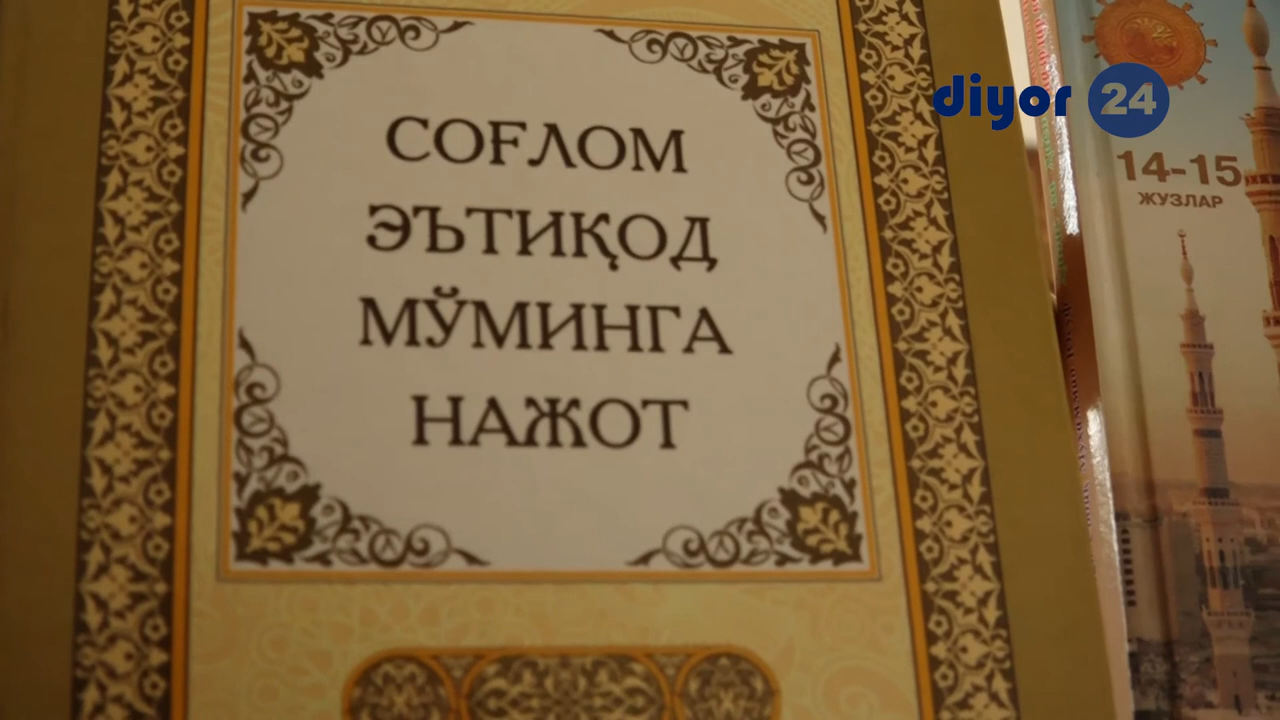 СОҒЛОМ
ЭЪТИҚОД
МЎМИНГА
НАЖОТ
diyor 24
14-15
ЖУЗЛАР